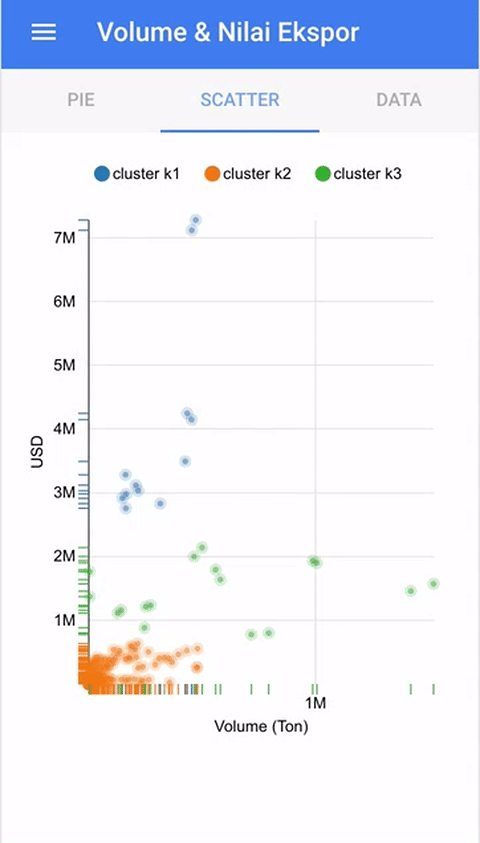 Volume & Nilai Ekspor
PIE SCATTER DATA
cluster k1 cluster k2 cluster k3
7M
6M
5M
4M
USD
3M
2M
1M
1M
Volume (Ton)